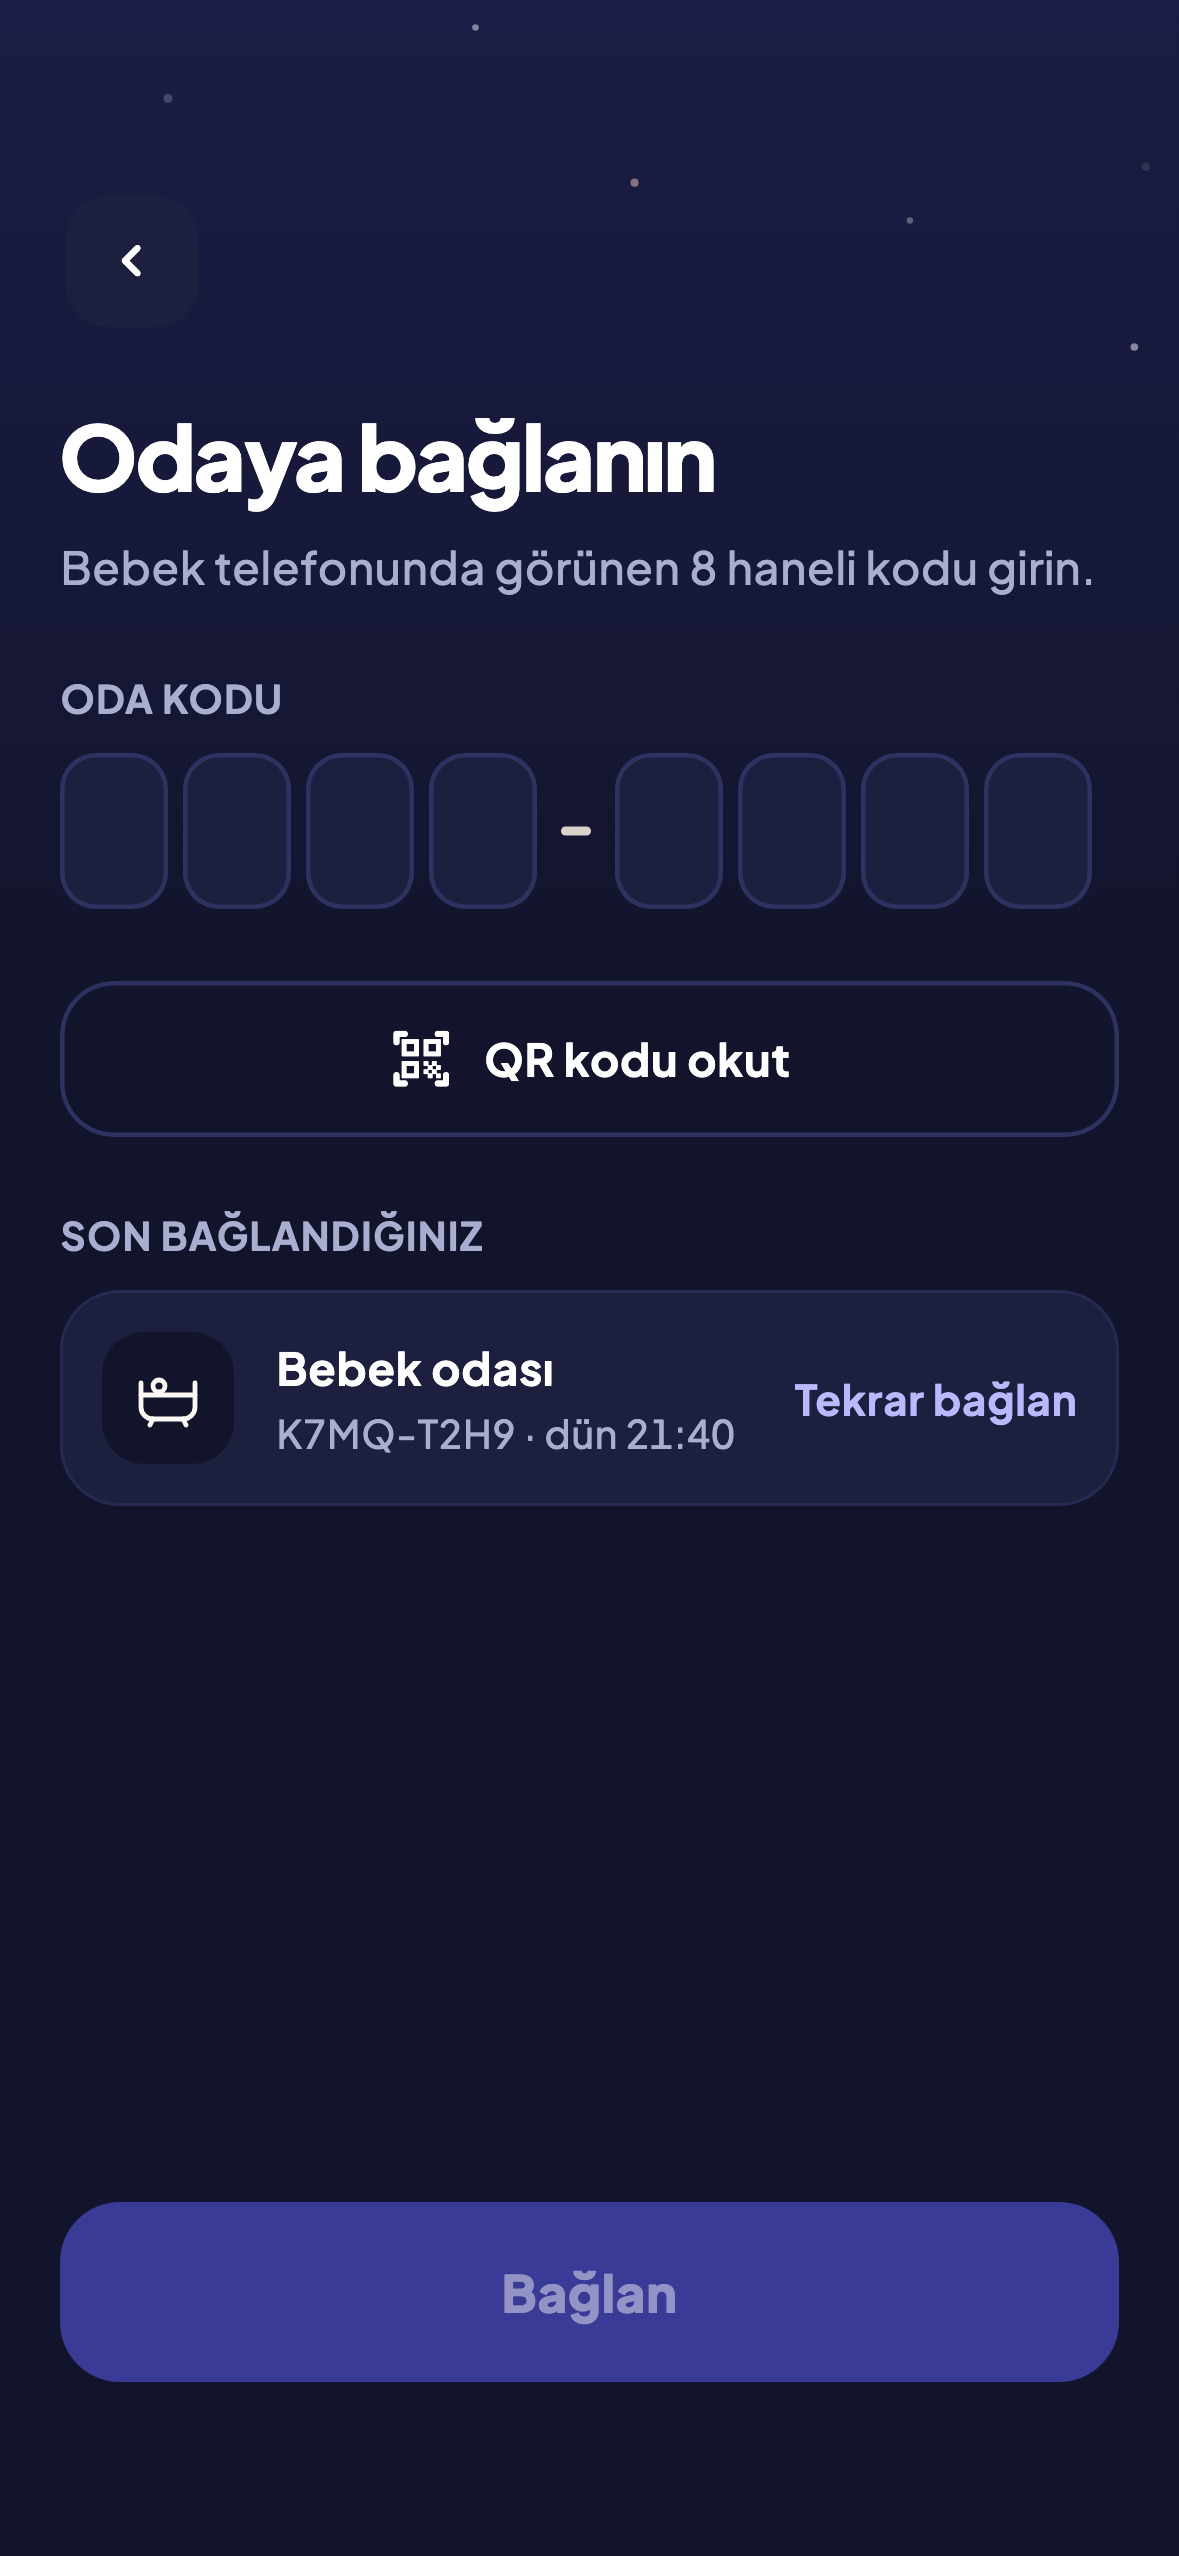 Odaya bağlanın
Bebek telefonunda görünen 8 haneli kodu girin.
ODA KODU
–
QR kodu okut
SON BAĞLANDIĞINIZ
Bebek odası
K7MQ-T2H9 · dün 21:40
Tekrar bağlan
Bağlan